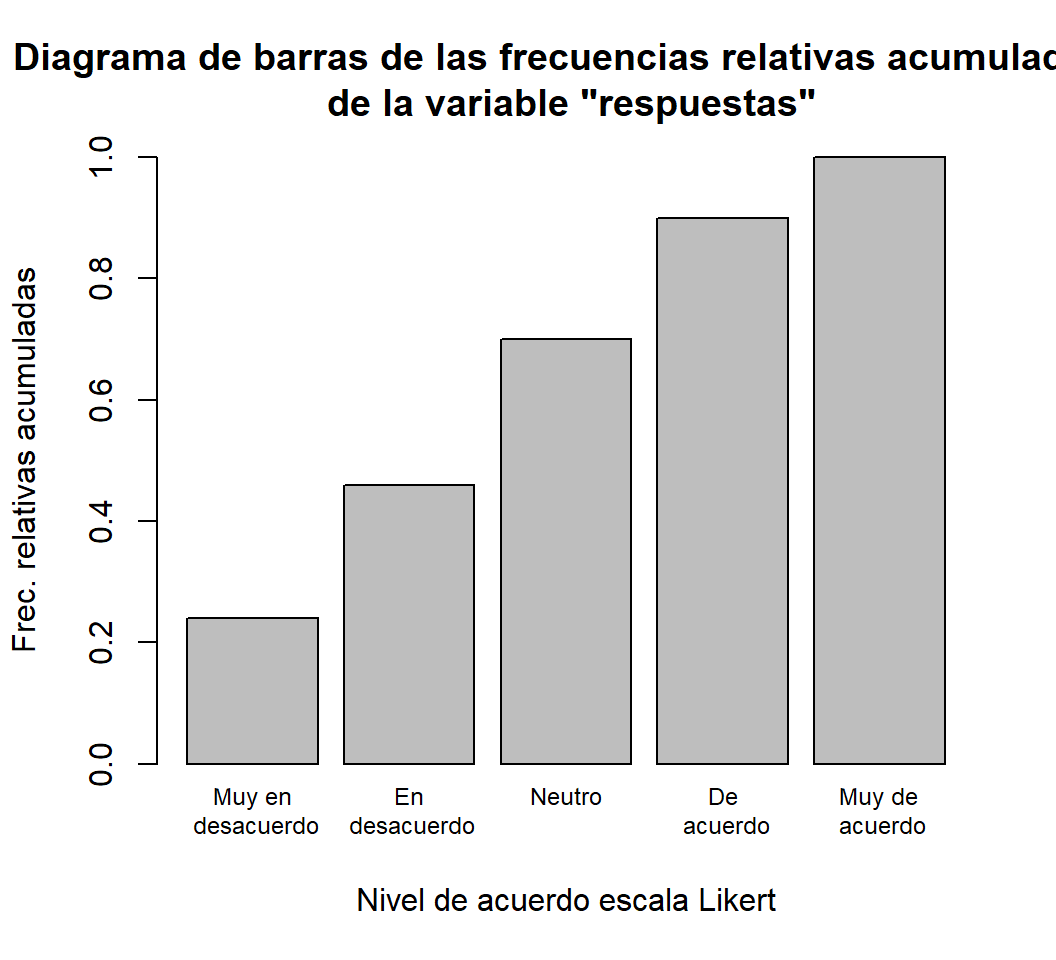 Diagrama de barras de las frecuencias relativas acumulad
de la variable "respuestas"
Frec. relativas acumuladas
1.0
0.8
0.6
0.4
0.2
0.0
Muy en
desacuerdo
En
desacuerdo
Neutro
De
acuerdo
Muy de
acuerdo
Nivel de acuerdo escala Likert